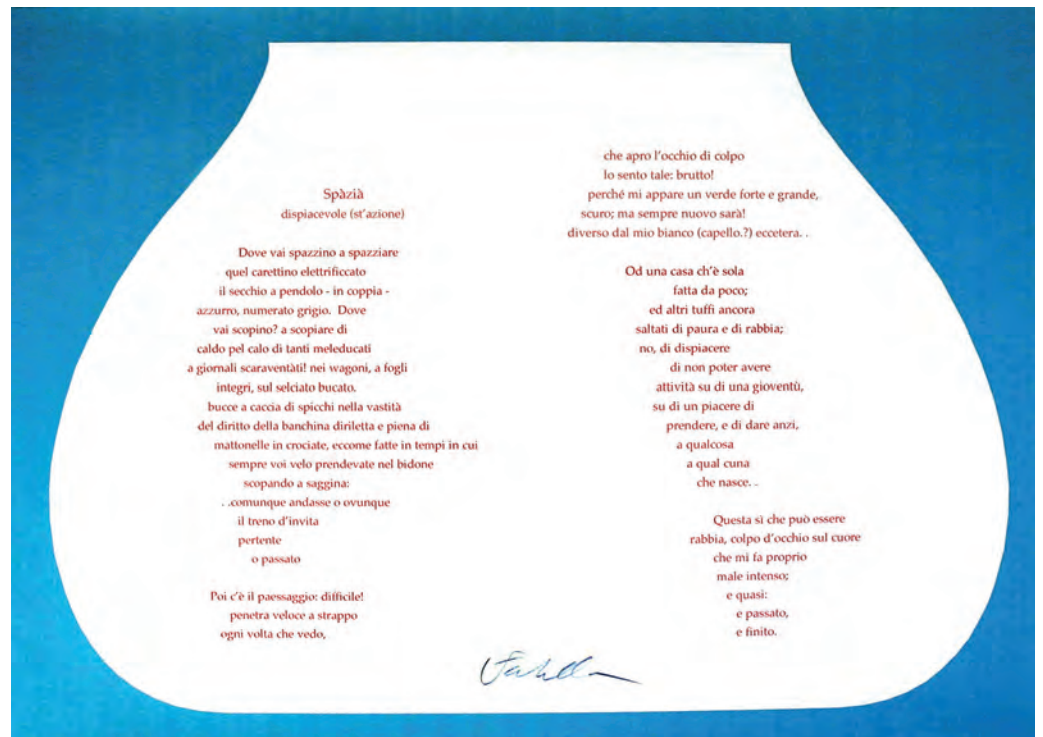 Spàzià
dispiacevole (st'azione)
Dove vai spazzino a spazziare
quel carettino elettrificcato
il secchio a pendolo - in coppia -
azzurro, numerato grigio. Dove
vai scopino? a scopiare di
caldo pel calo di tanti meleducati
a giornali scaraventàti! nei wagoni, a fogli
integri, sul selciato bucato.
bucce a caccia di spicchi nella vastità
del diritto della banchina diriletta e piena di
mattonelle in crociate, eccome fatte in tempi in cui
sempre voi velo prendevate nel bidone
scopando a saggina:
. .comunque andasse o ovunque
il treno d'invita
pertente
o passato
Poi c'è il paessaggio: difficile!
penetra veloce a strappo
ogni volta che vedo,
che apro l'occhio di colpo
lo sento tale: brutto!
perché mi appare un verde forte e grande,
scuro; ma sempre nuovo sarà!
diverso dal mio bianco (capello.?) eccetera. .
Od una casa ch'è sola
fatta da poco;
ed altri tuffi ancora
saltati di paura e di rabbia;
no, di dispiacere
di non poter avere
attività su di una gioventù,
su di un piacere di
prendere, e di dare anzi,
a qualcosa
a qual cuna
che nasce. .
Questa sì che può essere
rabbia, colpo d'occhio sul cuore
che mi fa proprio
male intenso;
e quasi:
e passato,
e finito.